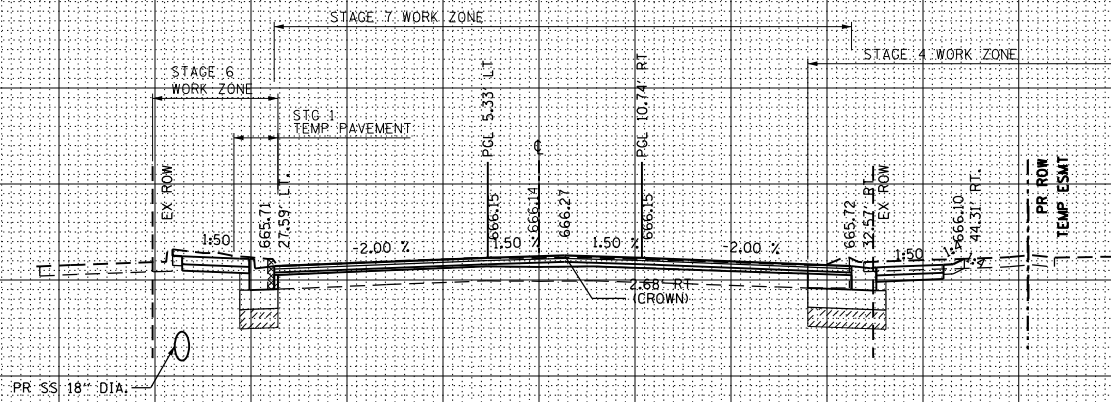 STAGE 7 WORK ZONE
STAGE 4 WORK ZONE
STAGE 6
WORK ZONE
STG 1
TEMP PAVEMENT
PGL 5.33' LT
℄
PGL 10.74' RT
EX ROW
665.71
27.59' LT.
666.15
666.14
666.27
666.15
665.72
32.57' RT.
EX ROW
666.10
44.31' RT.
PR ROW
TEMP ESMT
1:50
-2.00 %
1.50 %
1.50 %
-2.00 %
1:50
2.68' RT
(CROWN)
PR SS 18" DIA.